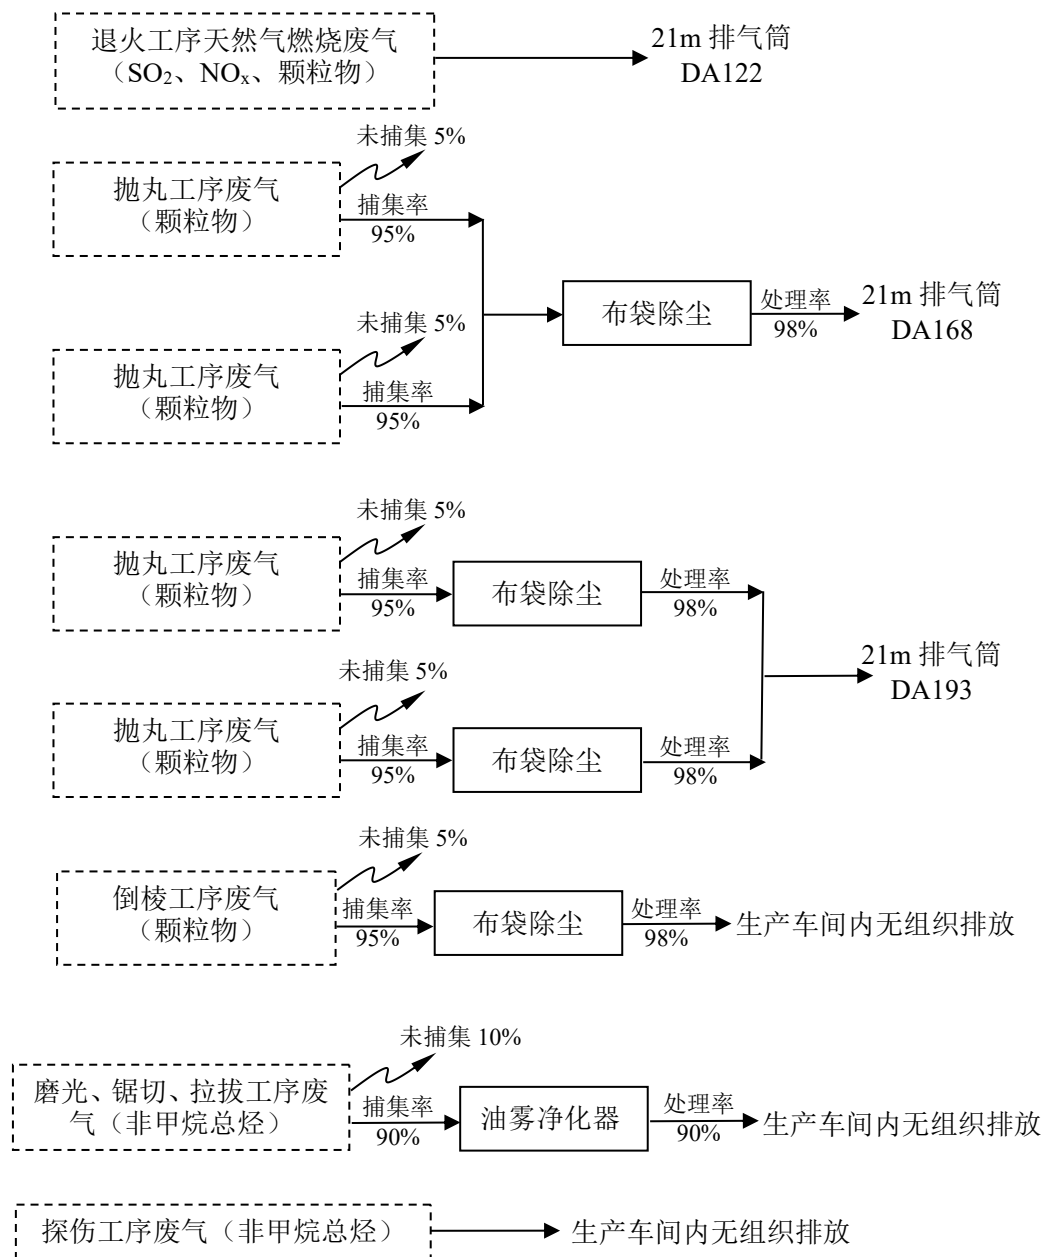 退火工序天然气燃烧废气
（SO₂、NOₓ、颗粒物）
21m 排气筒
DA122
未捕集 5%
抛丸工序废气
（颗粒物）
捕集率
95%
未捕集 5%
抛丸工序废气
（颗粒物）
捕集率
95%
布袋除尘
处理率
98%
21m 排气筒
DA168
未捕集 5%
抛丸工序废气
（颗粒物）
捕集率
95%
布袋除尘
处理率
98%
未捕集 5%
抛丸工序废气
（颗粒物）
捕集率
95%
布袋除尘
处理率
98%
21m 排气筒
DA193
未捕集 5%
倒棱工序废气
（颗粒物）
捕集率
95%
布袋除尘
处理率
98%
生产车间内无组织排放
未捕集 10%
磨光、锯切、拉拔工序废
气（非甲烷总烃）
捕集率
90%
油雾净化器
处理率
90%
生产车间内无组织排放
探伤工序废气（非甲烷总烃）
生产车间内无组织排放